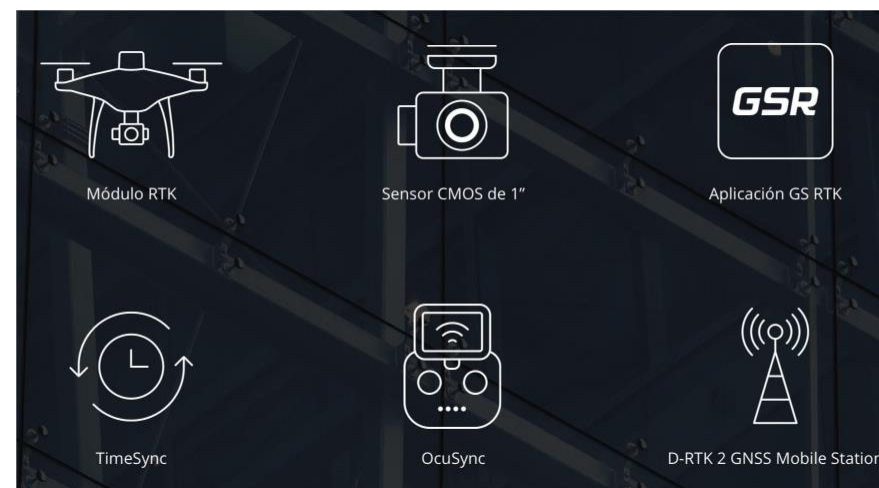 GSR
Módulo RTK
Sensor CMOS de 1”
Aplicación GS RTK
TimeSync
OcuSync
D-RTK 2 GNSS Mobile Station